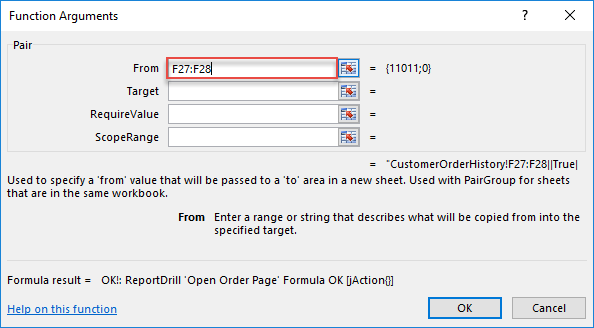 Function Arguments ? ×
Pair
From F27:F28 = {11011;0}
Target =
RequireValue =
ScopeRange =
= "CustomerOrderHistory!F27:F28||True|
Used to specify a 'from' value that will be passed to a 'to' area in a new sheet. Used with PairGroup for sheets
that are in the same workbook.
From Enter a range or string that describes what will be copied from into the
specified target.
Formula result = OK!: ReportDrill 'Open Order Page' Formula OK [jAction{}]
Help on this function OK Cancel